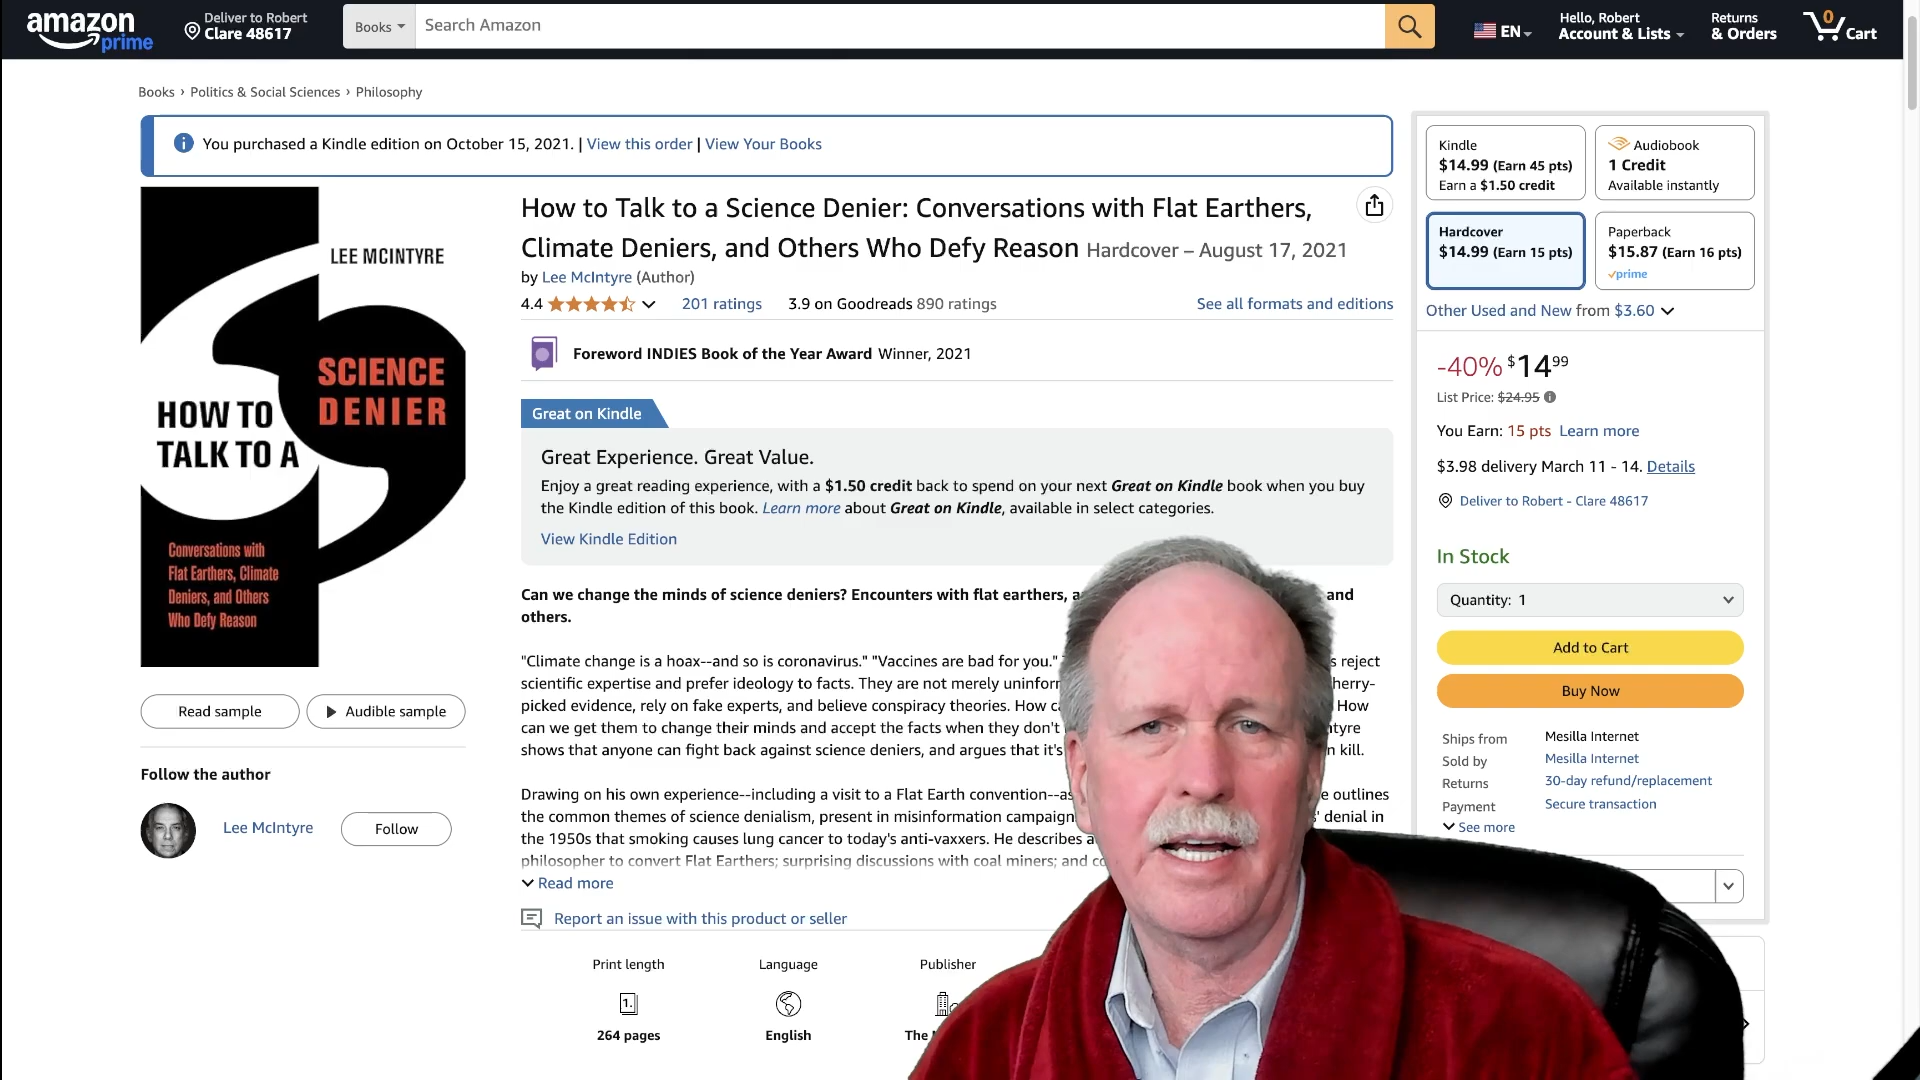 amazon
prime
Deliver to Robert
Clare 48617
Books
Search Amazon
EN
Hello, Robert
Account & Lists
Returns
& Orders
0
Cart
Books › Politics & Social Sciences › Philosophy
You purchased a Kindle edition on October 15, 2021. | View this order | View Your Books
LEE MCINTYRE
SCIENCE
DENIER
HOW TO
TALK TO A
Conversations with
Flat Earthers, Climate
Deniers, and Others
Who Defy Reason
Read sample
Audible sample
Follow the author
Lee McIntyre
Follow
How to Talk to a Science Denier: Conversations with Flat Earthers,
Climate Deniers, and Others Who Defy Reason Hardcover – August 17, 2021
by Lee McIntyre (Author)
4.4
201 ratings
3.9 on Goodreads 890 ratings
See all formats and editions
Foreword INDIES Book of the Year Award Winner, 2021
Great on Kindle
Great Experience. Great Value.
Enjoy a great reading experience, with a $1.50 credit back to spend on your next Great on Kindle book when you buy
the Kindle edition of this book. Learn more about Great on Kindle, available in select categories.
View Kindle Edition
Can we change the minds of science deniers? Encounters with flat earthers, and
others.
"Climate change is a hoax--and so is coronavirus." "Vaccines are bad for you." reject
scientific expertise and prefer ideology to facts. They are not merely
picked evidence, rely on fake experts, and believe conspiracy theories. How How
can we get them to change their minds and accept the facts when they don't
shows that anyone can fight back against science deniers, and argues that it's kill.
Drawing on his own experience--including a visit to a Flat Earth convention-- outlines
the common themes of science denialism, present in misinformation denial in
the 1950s that smoking causes lung cancer to today's anti-vaxxers. He describes
philosopher to convert Flat Earthers; surprising discussions with coal miners; and
Read more
Report an issue with this product or seller
Print length
1.
264 pages
Language
English
Publisher
The
Kindle
$14.99 (Earn 45 pts)
Earn a $1.50 credit
Audiobook
1 Credit
Available instantly
Hardcover
$14.99 (Earn 15 pts)
Paperback
$15.87 (Earn 16 pts)
prime
Other Used and New from $3.60
-40% $14 99
List Price: $24.95
You Earn: 15 pts Learn more
$3.98 delivery March 11 - 14. Details
Deliver to Robert - Clare 48617
In Stock
Quantity: 1
Add to Cart
Buy Now
Ships from Mesilla Internet
Sold by Mesilla Internet
Returns 30-day refund/replacement
Payment Secure transaction
See more